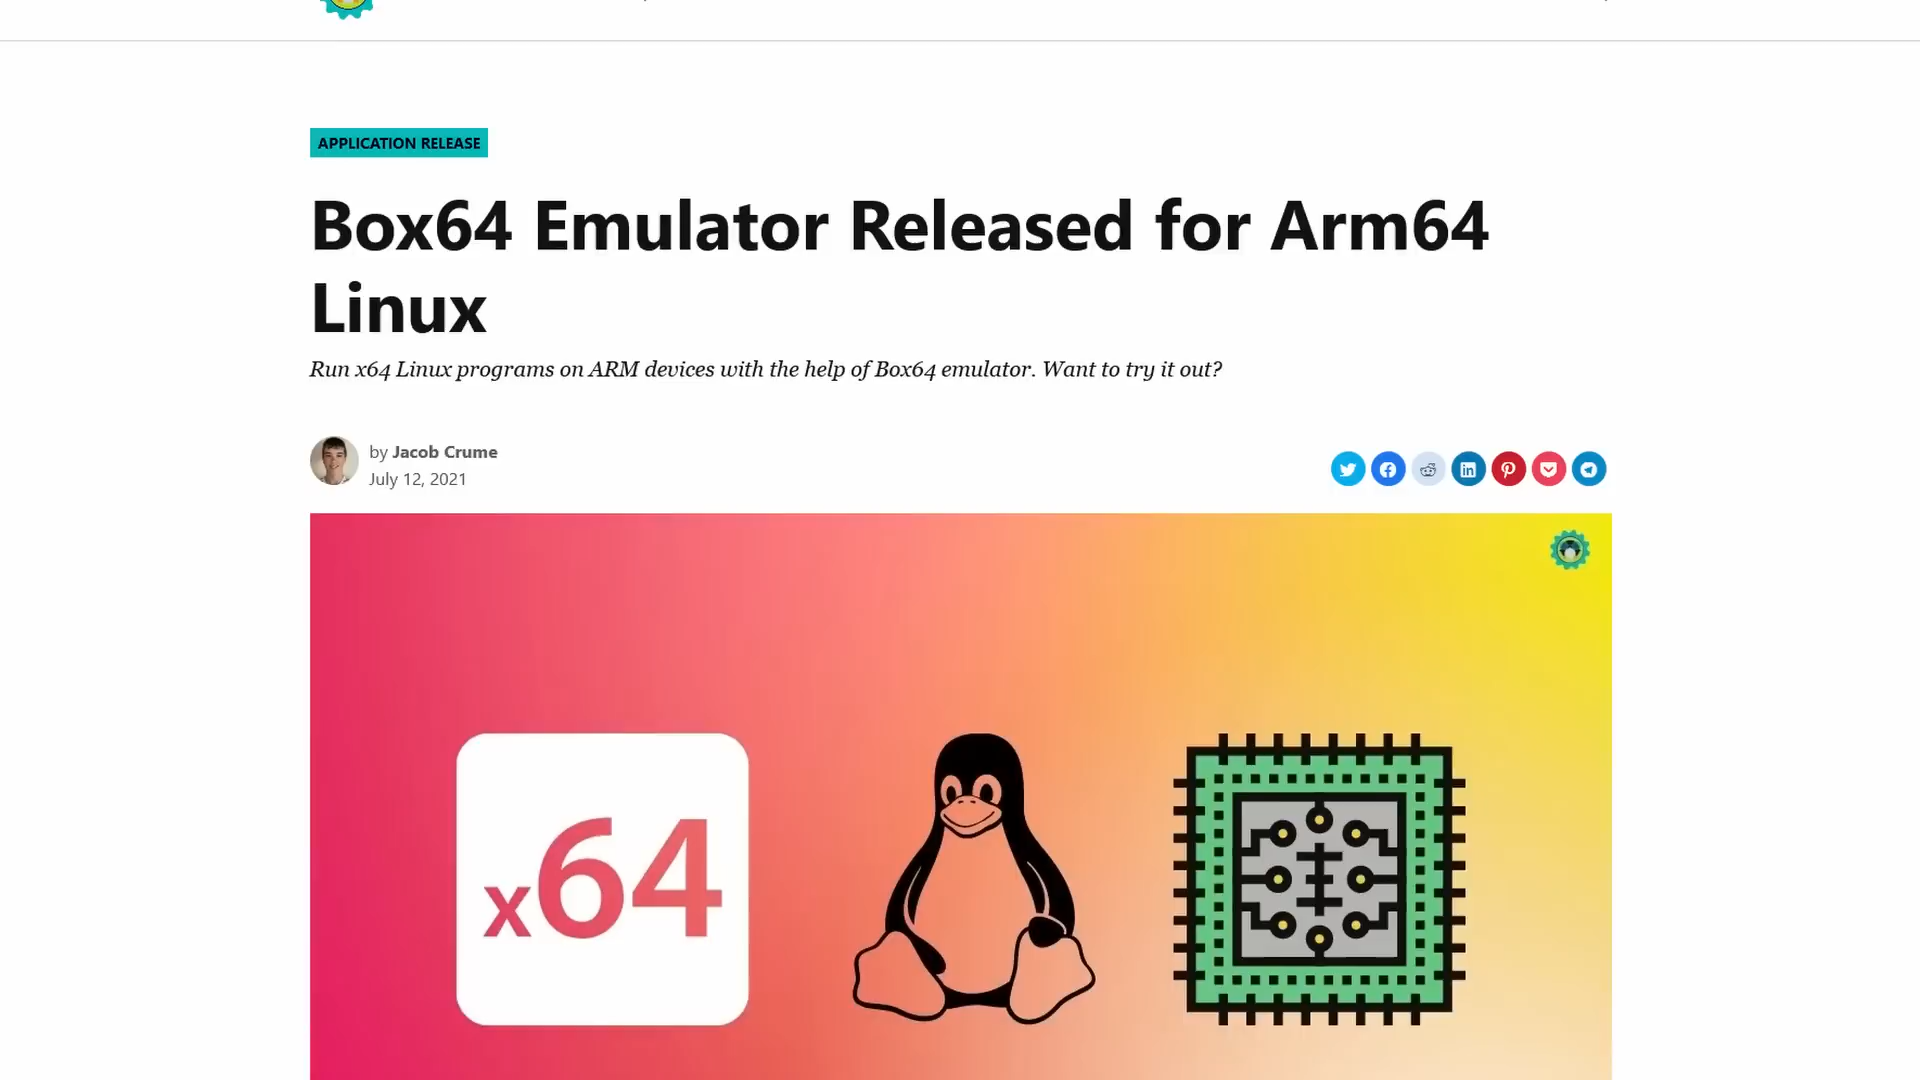 APPLICATION RELEASE
Box64 Emulator Released for Arm64
Linux
Run x64 Linux programs on ARM devices with the help of Box64 emulator. Want to try it out?
by Jacob Crume
July 12, 2021
x64